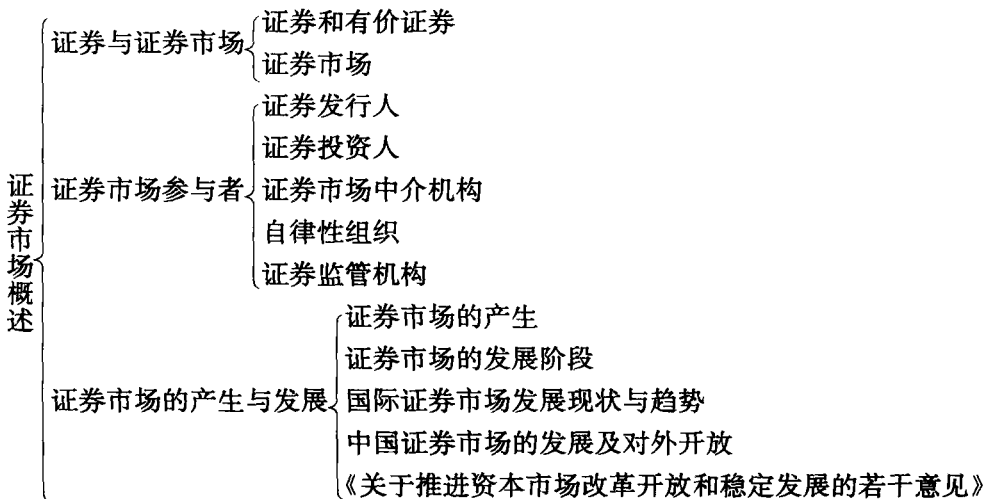 证券市场概述
证券与证券市场
证券和有价证券
证券市场
证券市场参与者
证券发行人
证券投资人
证券市场中介机构
自律性组织
证券监管机构
证券市场的产生与发展
证券市场的产生
证券市场的发展阶段
国际证券市场发展现状与趋势
中国证券市场的发展及对外开放
《关于推进资本市场改革开放和稳定发展的若干意见》